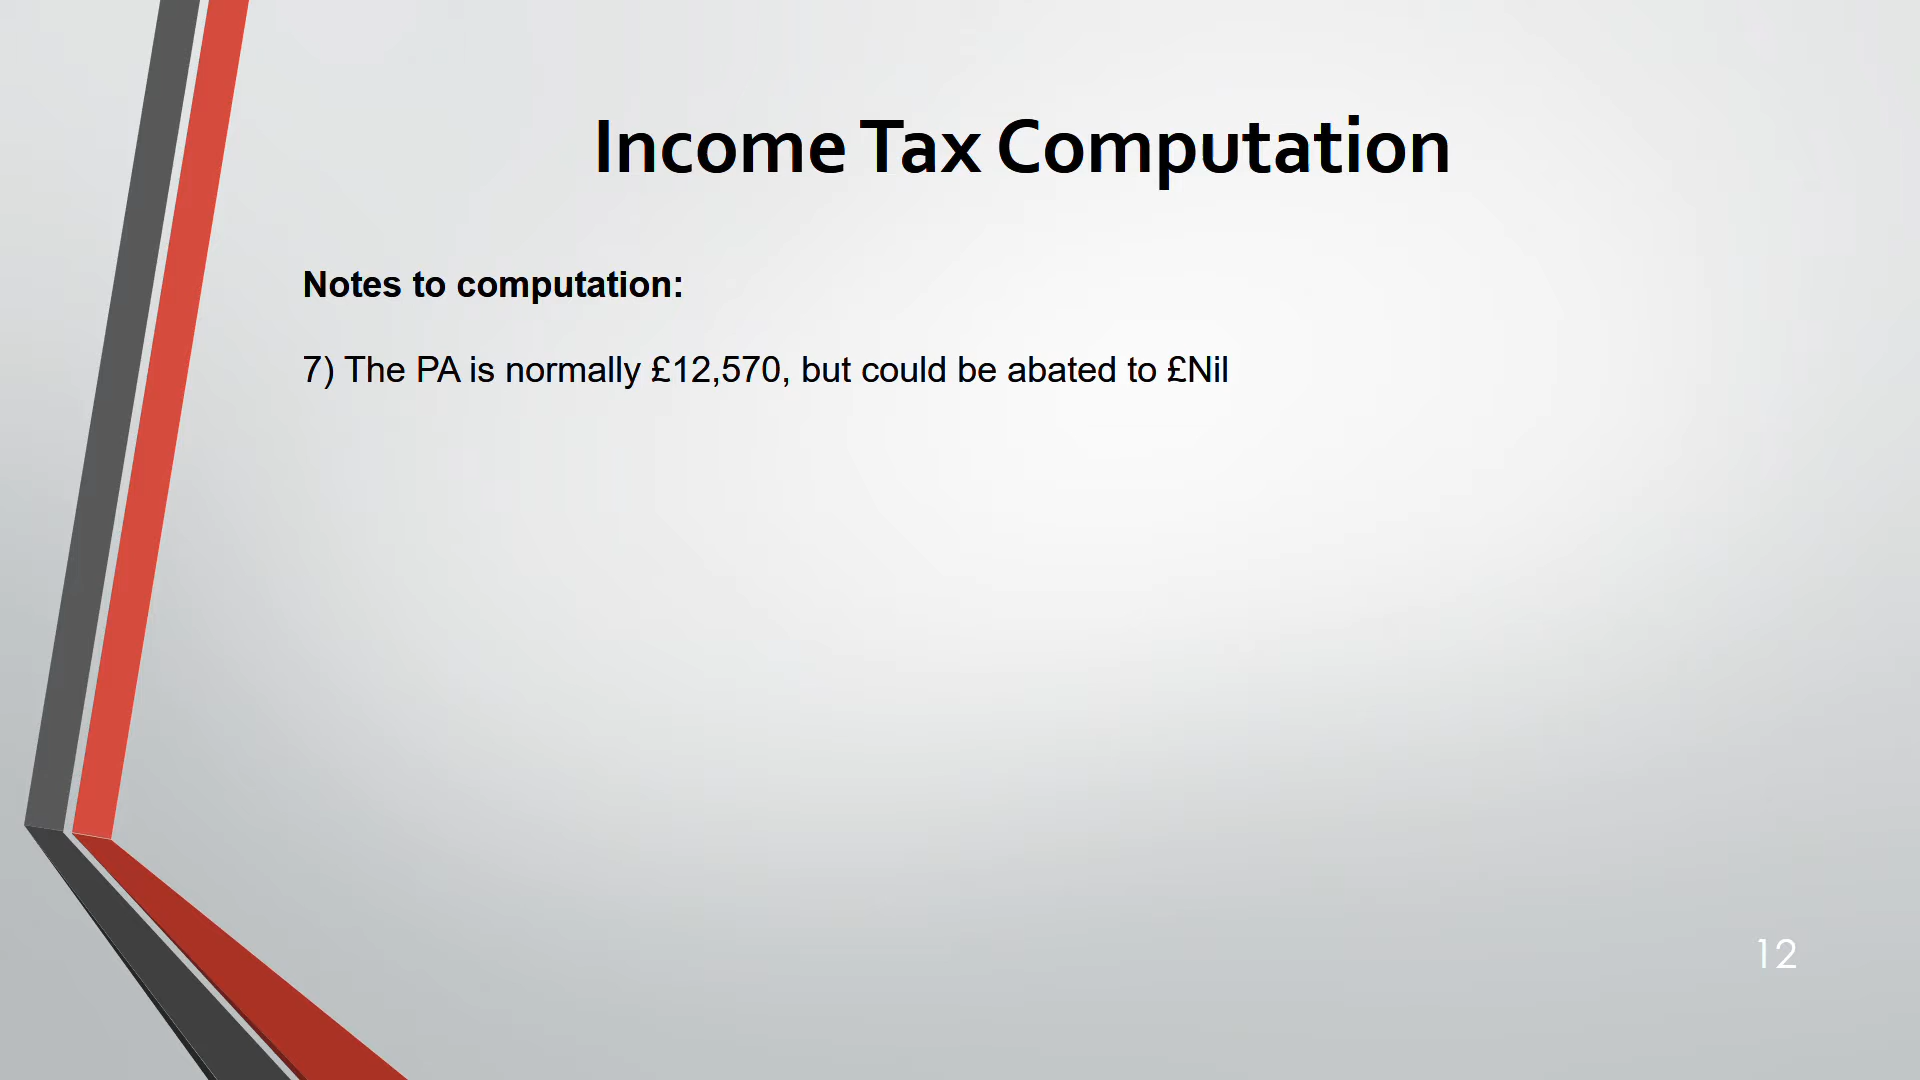 Income Tax Computation
Notes to computation:
7) The PA is normally £12,570, but could be abated to £Nil
12